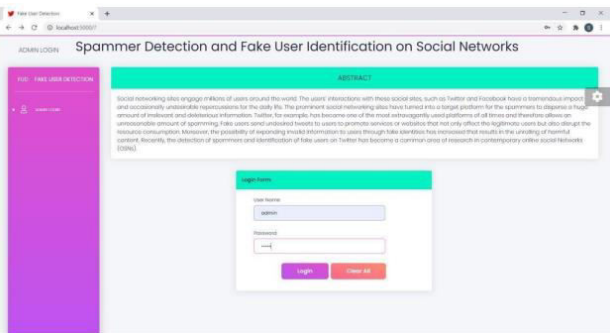 Fake User Detection
localhost:5000/?
ADMIN LOGIN
Spammer Detection and Fake User Identification on Social Networks
FUD FAKE USER DETECTION
ADMIN LOGIN
ABSTRACT
Social networking sites engage millions of users around the world. The users' interactions with these social sites, such as Twitter and Facebook have a tremendous impact
and occasionally undesirable repercussions for the daily life. The prominent social networking sites have turned into a target platform for the spammers to disperse a huge
amount of irrelevant and deleterious information. Twitter, for example, has become one of the most extravagantly used platforms of all times and therefore allows an
unreasonable amount of spamming. Fake users send undesired tweets to users to promote services or websites that not only affect the legitimate users but also disrupt the
resource consumption. Moreover, the possibility of expanding invalid information to users through fake identities has increased that results in the unrolling of harmful
content. Recently, the detection of spammers and identification of fake users on Twitter has become a common area of research in contemporary online social Networks
(OSNs).
Login Form
User Name
admin
Password
Login
Clear All